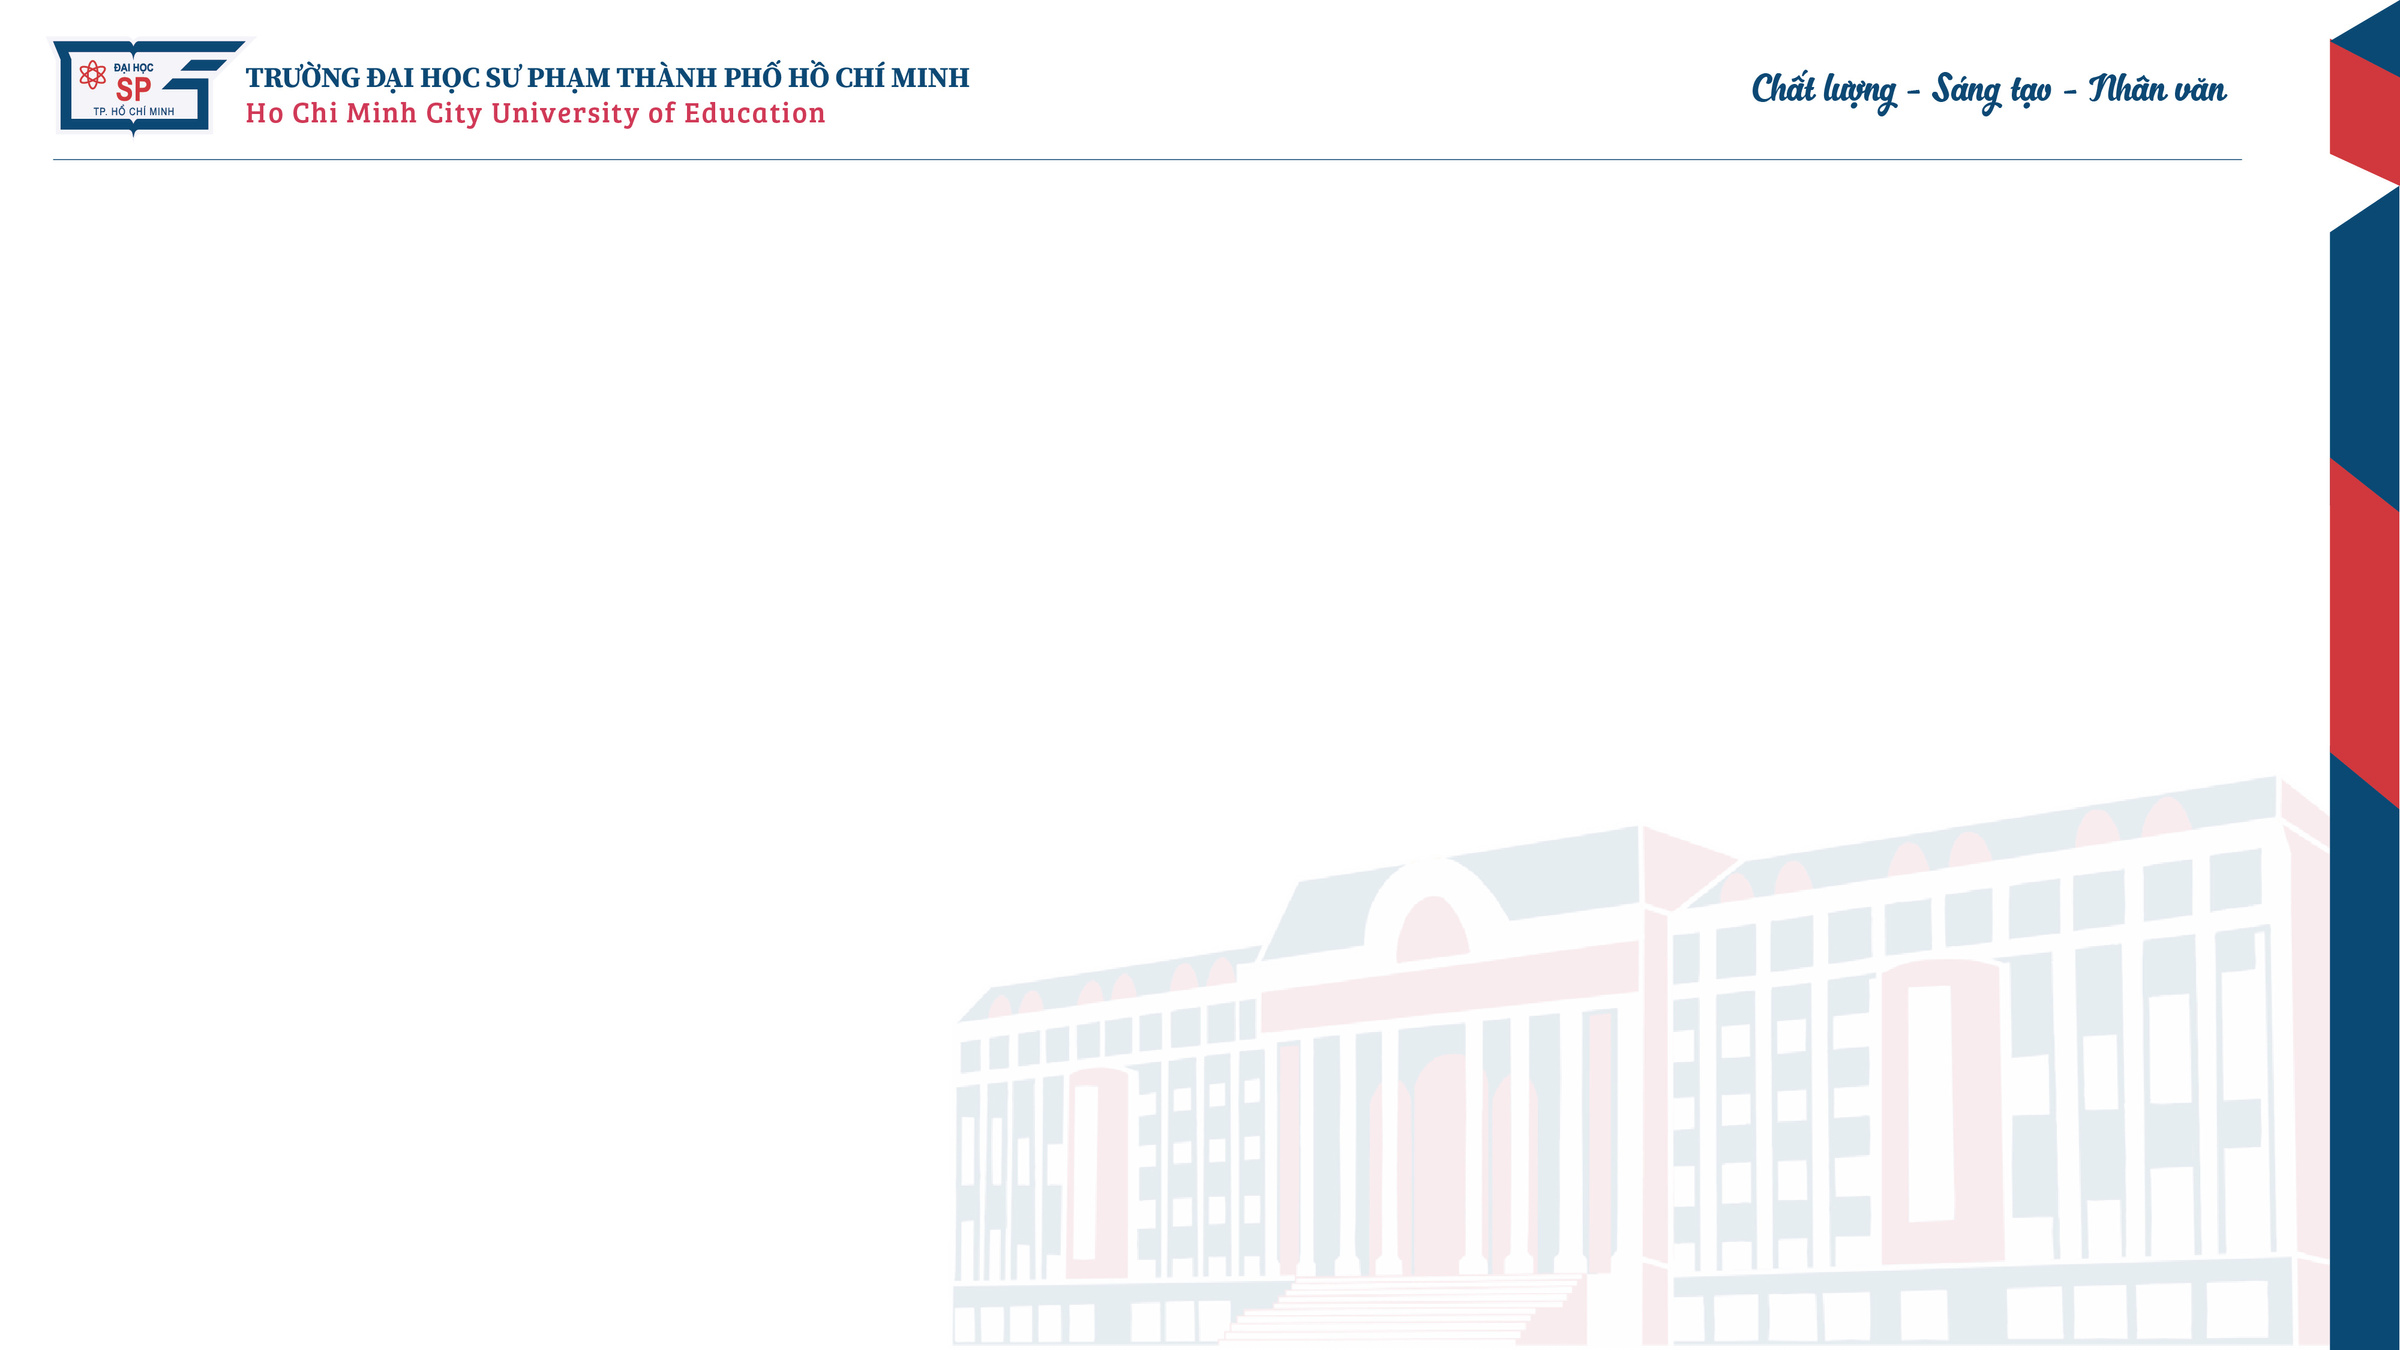 ĐẠI HỌC
SP
TP. HỒ CHÍ MINH
TRƯỜNG ĐẠI HỌC SƯ PHẠM THÀNH PHỐ HỒ CHÍ MINH
Ho Chi Minh City University of Education
Chất lượng - Sáng tạo - Nhân văn